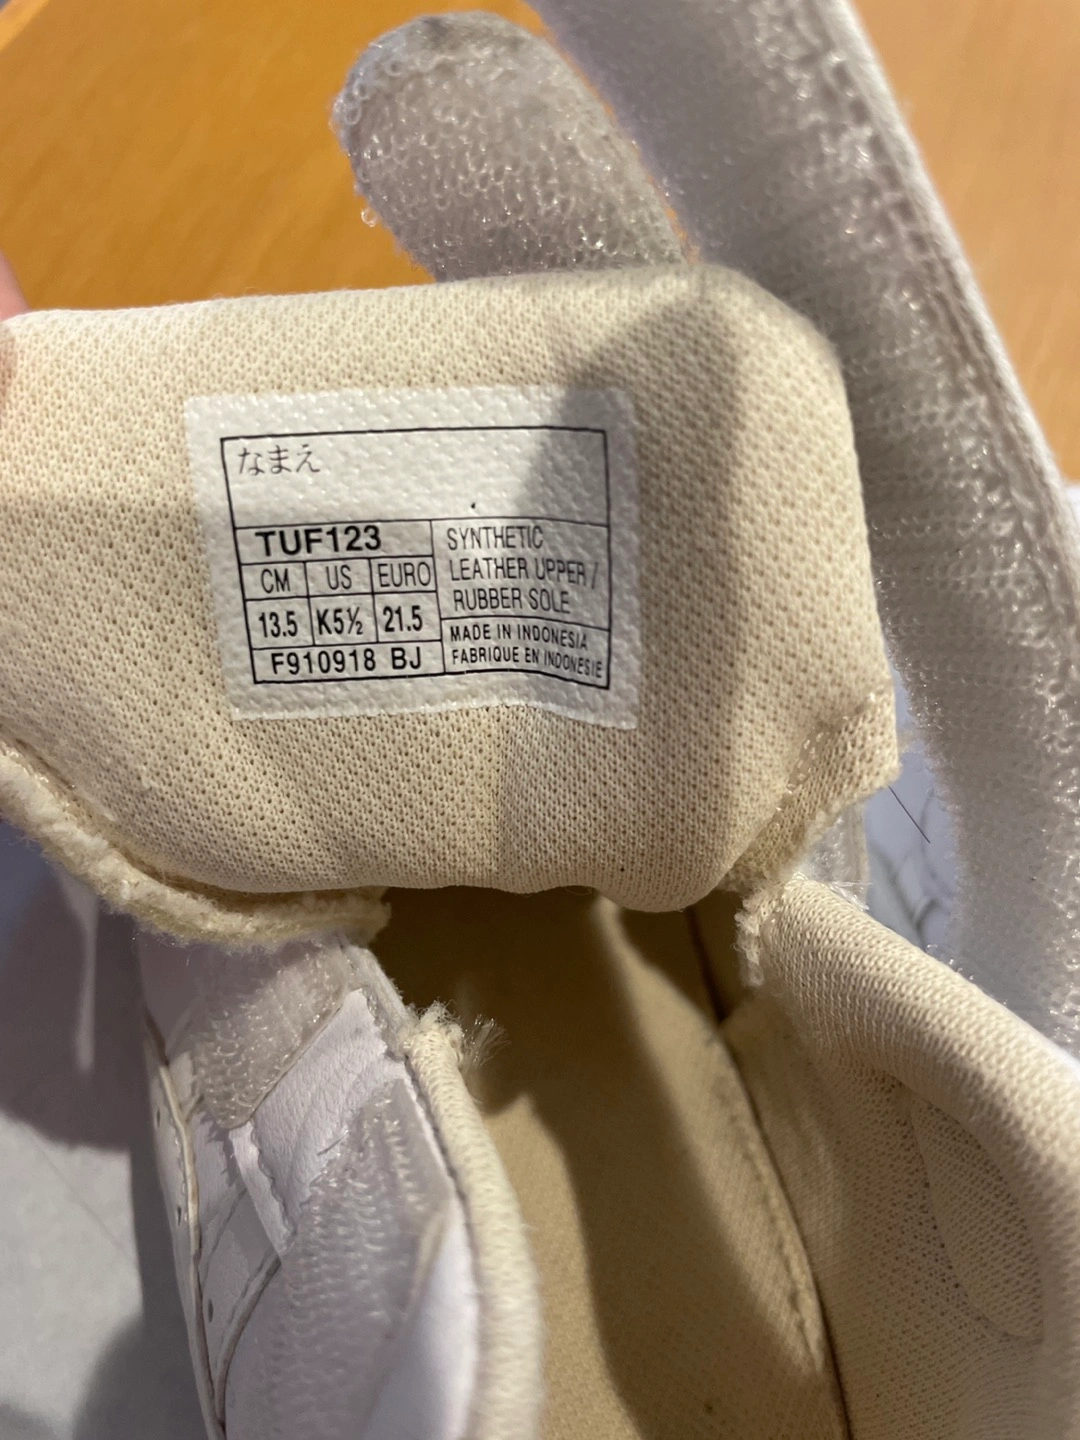 なまえ
TUF123
CM US EURO
13.5 K5½ 21.5
F910918 BJ
SYNTHETIC
LEATHER UPPER /
RUBBER SOLE
MADE IN INDONESIA
FABRIQUE EN INDONESIE